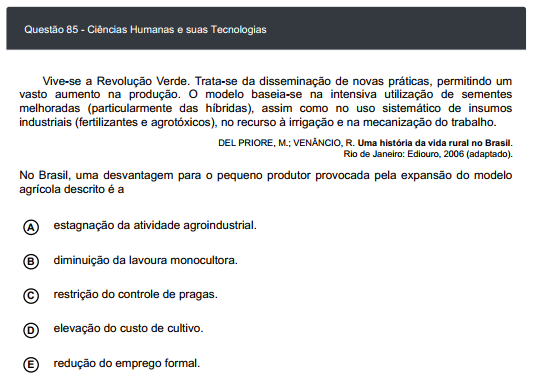 Questão 85 - Ciências Humanas e suas Tecnologias
Vive-se a Revolução Verde. Trata-se da disseminação de novas práticas, permitindo um
vasto aumento na produção. O modelo baseia-se na intensiva utilização de sementes
melhoradas (particularmente das híbridas), assim como no uso sistemático de insumos
industriais (fertilizantes e agrotóxicos), no recurso à irrigação e na mecanização do trabalho.
DEL PRIORE, M.; VENÂNCIO, R. Uma história da vida rural no Brasil.
Rio de Janeiro: Ediouro, 2006 (adaptado).
No Brasil, uma desvantagem para o pequeno produtor provocada pela expansão do modelo
agrícola descrito é a
A estagnação da atividade agroindustrial.
B diminuição da lavoura monocultora.
C restrição do controle de pragas.
D elevação do custo de cultivo.
E redução do emprego formal.